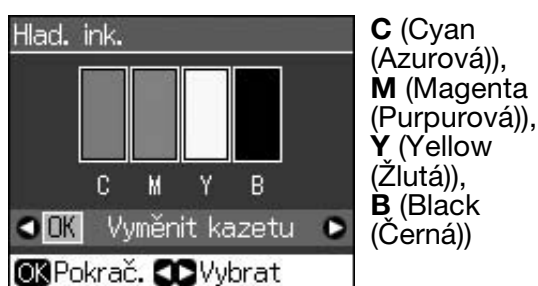 Hlad. ink.
C M Y B
OK Vyměnit kazetu
OK Pokrač. Vybrat
C (Cyan
(Azurová)),
M (Magenta
(Purpurová)),
Y (Yellow
(Žlutá)),
B (Black
(Černá))